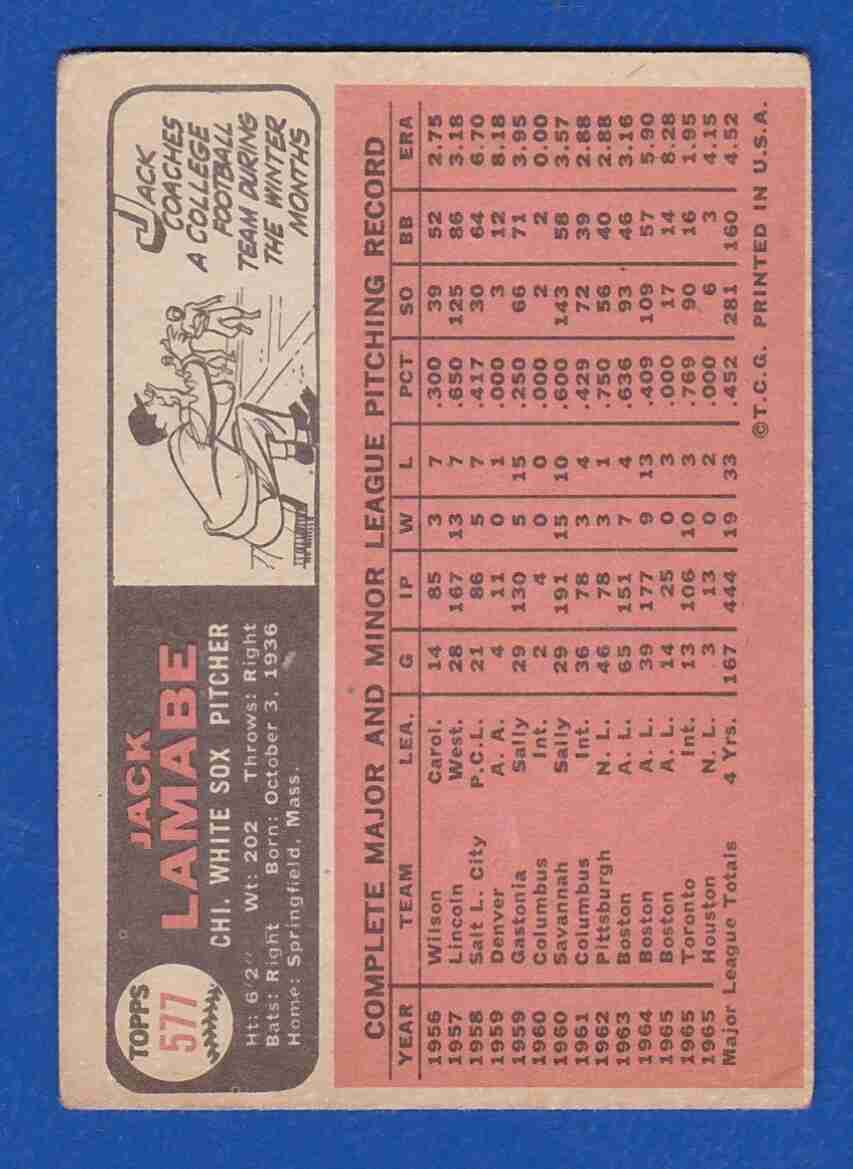 TOPPS
577
JACK
LAMABE
CHI. WHITE SOX PITCHER
Ht: 6'2" Wt: 202 Throws: Right
Bats: Right Born: October 3, 1936
Home: Springfield, Mass.
JACK
COACHES
A COLLEGE
FOOTBALL
TEAM DURING
THE WINTER
MONTHS
COMPLETE MAJOR AND MINOR LEAGUE PITCHING RECORD
YEAR TEAM LEA. G IP W L PCT SO BB ERA
1956 Wilson Carol. 14 85 3 7 .300 39 52 2.75
1957 Lincoln West. 28 167 13 7 .650 125 86 3.18
1958 Salt L. City P.C.L. 21 86 5 7 .417 30 64 6.70
1959 Denver A. A. 4 11 0 1 .000 3 12 8.18
1959 Gastonia Sally 29 130 5 15 .250 66 71 3.95
1960 Columbus Int. 2 4 0 0 .000 2 2 0.00
1960 Savannah Sally 29 191 15 10 .600 143 58 3.57
1961 Columbus Int. 36 78 3 4 .429 72 39 2.88
1962 Pittsburgh N. L. 46 78 3 1 .750 56 40 2.88
1963 Boston A. L. 65 151 7 4 .636 93 46 3.16
1964 Boston A. L. 39 177 9 13 .409 109 57 5.90
1965 Boston A. L. 14 25 0 3 .000 17 14 8.28
1965 Toronto Int. 13 106 10 3 .769 90 16 1.95
1965 Houston N. L. 3 13 0 2 .000 6 3 4.15
Major League Totals 4 Yrs. 167 444 19 33 .452 281 160 4.52
©T.C.G. PRINTED IN U.S.A.